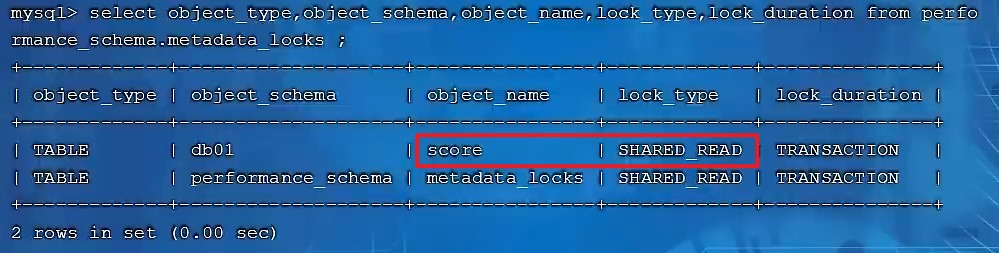 mysql> select object_type,object_schema,object_name,lock_type,lock_duration from perfo
rmance_schema.metadata_locks ;
+-------------+--------------------+----------------+-------------+---------------+
| object_type | object_schema      | object_name    | lock_type   | lock_duration |
+-------------+--------------------+----------------+-------------+---------------+
| TABLE       | db01               | score          | SHARED_READ | TRANSACTION   |
| TABLE       | performance_schema | metadata_locks | SHARED_READ | TRANSACTION   |
+-------------+--------------------+----------------+-------------+---------------+
2 rows in set (0.00 sec)